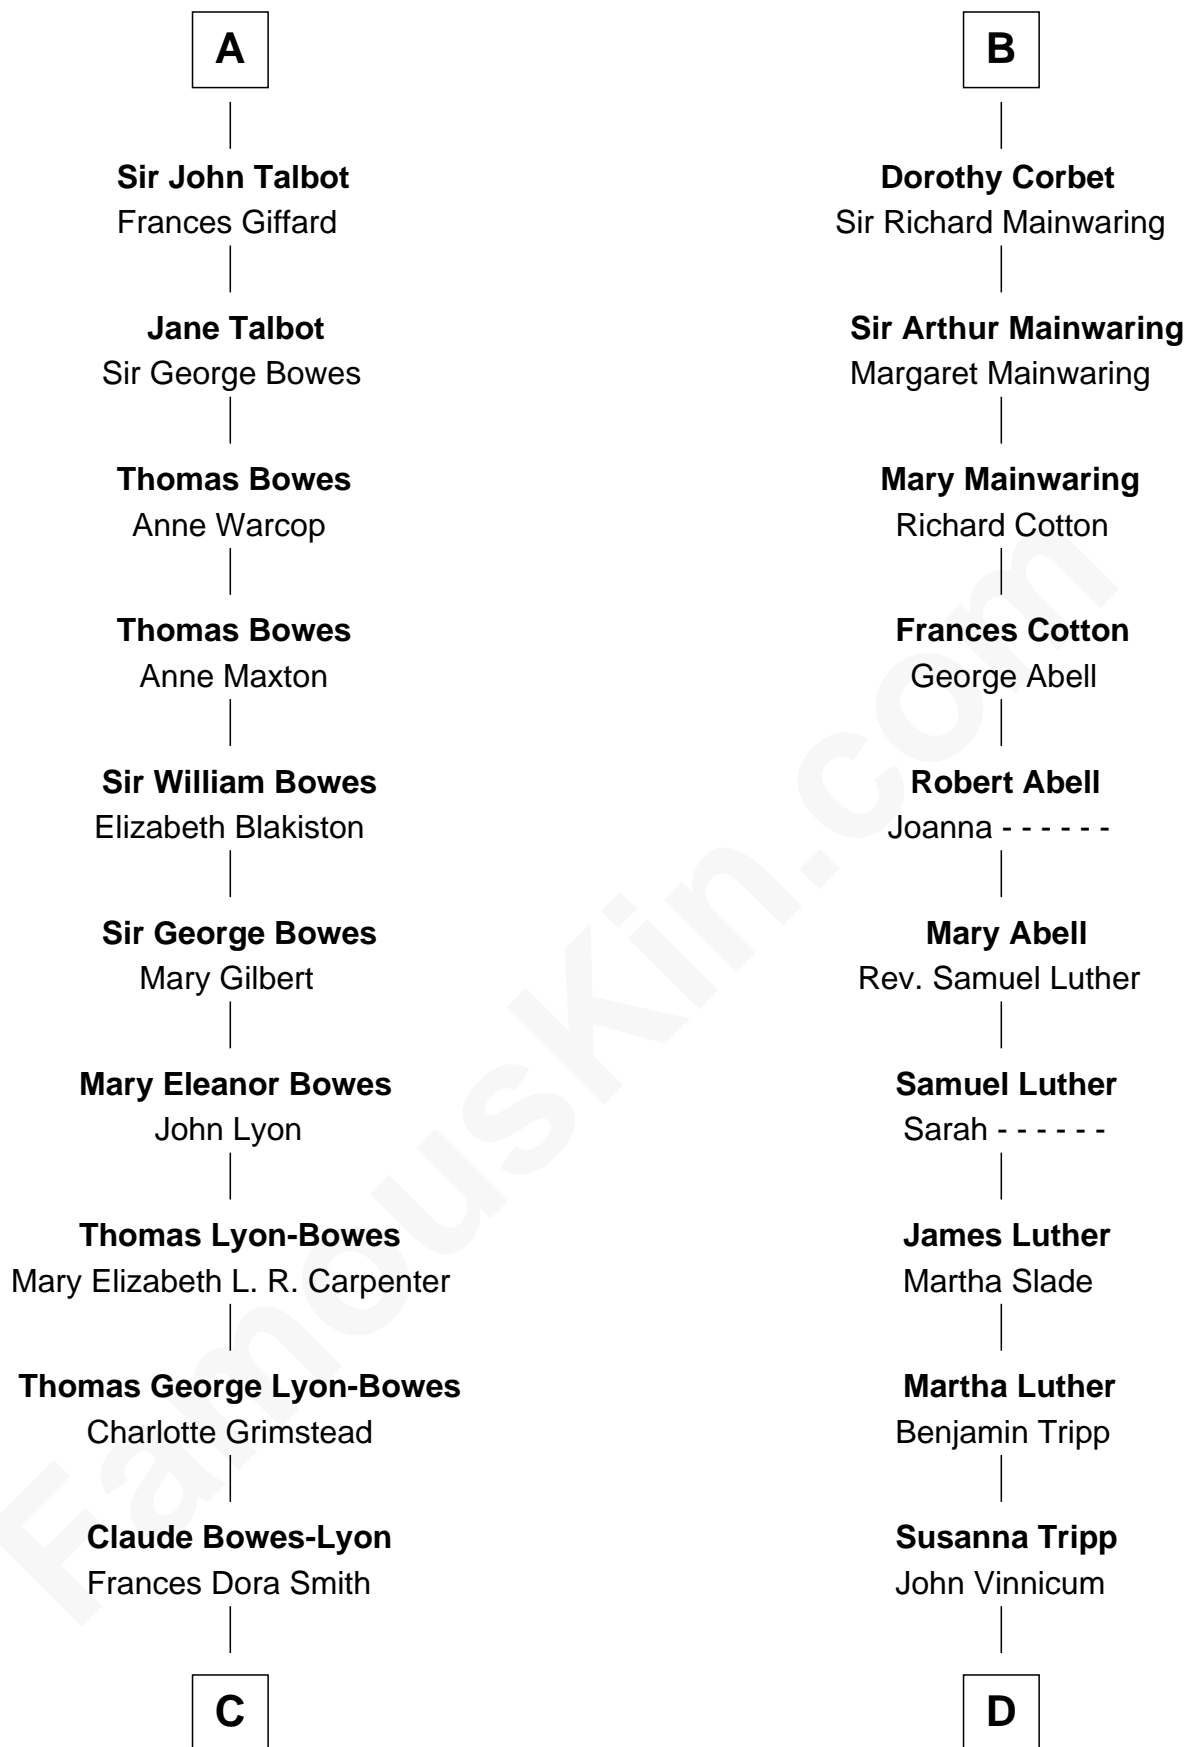 A
Sir John Talbot
Frances Giffard
Jane Talbot
Sir George Bowes
Thomas Bowes
Anne Warcop
Thomas Bowes
Anne Maxton
Sir William Bowes
Elizabeth Blakiston
Sir George Bowes
Mary Gilbert
Mary Eleanor Bowes
John Lyon
Thomas Lyon-Bowes
Mary Elizabeth L. R. Carpenter
Thomas George Lyon-Bowes
Charlotte Grimstead
Claude Bowes-Lyon
Frances Dora Smith
C
B
Dorothy Corbet
Sir Richard Mainwaring
Sir Arthur Mainwaring
Margaret Mainwaring
Mary Mainwaring
Richard Cotton
Frances Cotton
George Abell
Robert Abell
Joanna - - - - - -
Mary Abell
Rev. Samuel Luther
Samuel Luther
Sarah - - - - - -
James Luther
Martha Slade
Martha Luther
Benjamin Tripp
Susanna Tripp
John Vinnicum
D
FamousKin.com